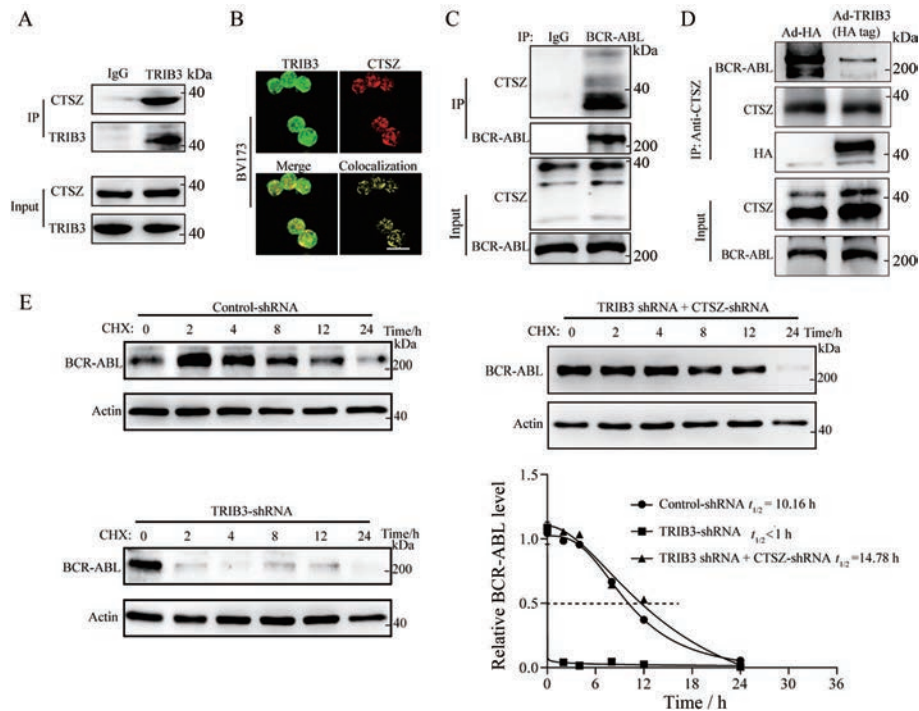 A
IgG TRIB3 kDa
IP
CTSZ 40
TRIB3 40
Input
CTSZ 40
TRIB3 40
B
TRIB3 CTSZ
BV173
Merge Colocalization
C
IP: IgG BCR-ABL
kDa
IP
CTSZ
40
BCR-ABL 200
40
Input
CTSZ
BCR-ABL 200
D
Ad-TRIB3
Ad-HA (HA tag) kDa
IP: Anti-CTSZ
BCR-ABL 200
CTSZ 40
HA 40
Input
CTSZ 40
BCR-ABL 200
E
Control-shRNA
CHX: 0 2 4 8 12 24 Time/h
kDa
BCR-ABL 200
Actin 40
TRIB3 shRNA + CTSZ-shRNA
CHX: 0 2 4 8 12 24 Time/h
kDa
BCR-ABL 200
Actin 40
TRIB3-shRNA
CHX: 0 2 4 8 12 24 Time/h
kDa
BCR-ABL 200
Actin 40
Relative BCR-ABL level
1.5
1.0
0.5
0.0
0 6 12 18 24 30 36
Time / h
Control-shRNA t1/2 = 10.16 h
TRIB3-shRNA t1/2<1 h
TRIB3 shRNA + CTSZ-shRNA t1/2=14.78 h